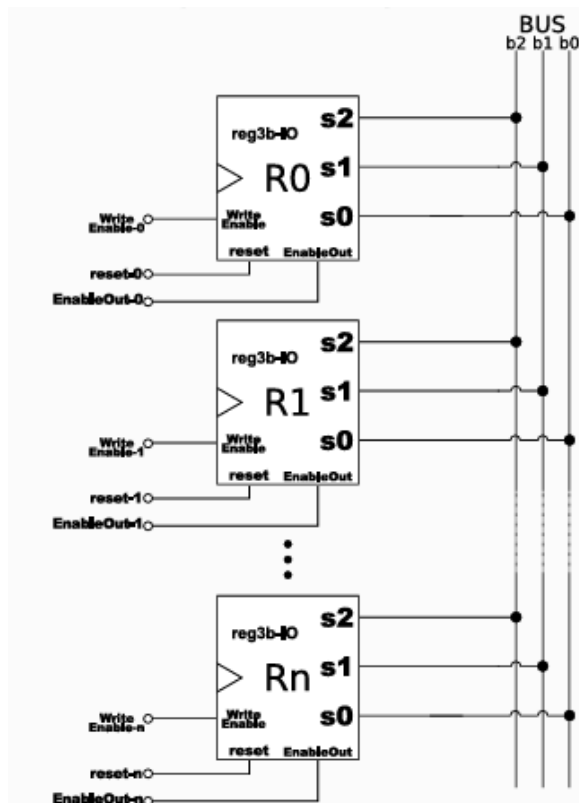 BUS
b2 b1 b0
s2
reg3b-IO
s1
R0
s0
Write
Enable-0
Write
Enable
reset EnableOut
reset-0
EnableOut-0
s2
reg3b-IO
s1
R1
s0
Write
Enable-1
Write
Enable
reset EnableOut
reset-1
EnableOut-1
s2
reg3b-IO
s1
Rn
s0
Write
Enable-n
Write
Enable
reset EnableOut
reset-n
EnableOut-n